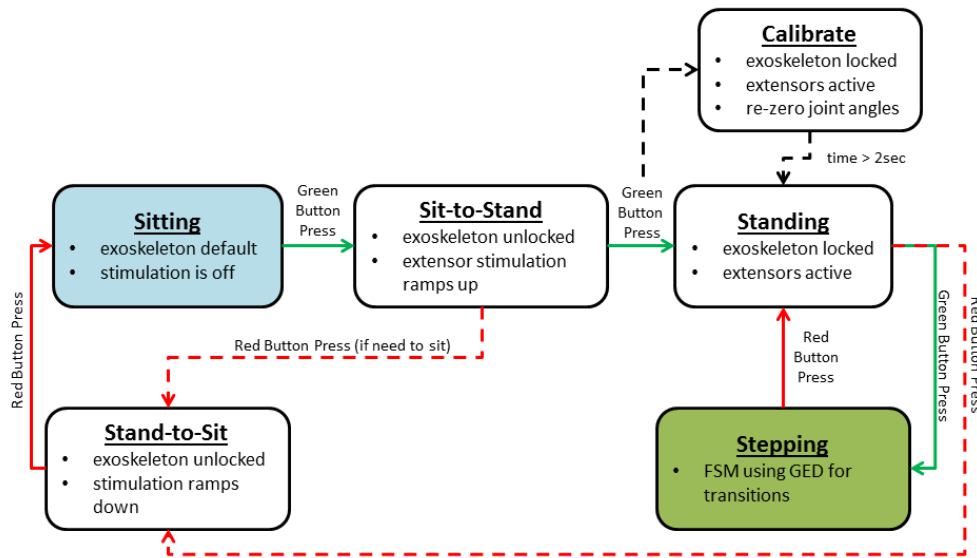 Calibrate
• exoskeleton locked
• extensors active
• re-zero joint angles
time > 2sec
Green
Button
Press
Green
Button
Press
Sitting
• exoskeleton default
• stimulation is off
Sit-to-Stand
• exoskeleton unlocked
• extensor stimulation
ramps up
Standing
• exoskeleton locked
• extensors active
Red Button Press
Red Button Press (if need to sit)
Red
Button
Press
Green Button Press
Red Button Press
Stand-to-Sit
• exoskeleton unlocked
• stimulation ramps
down
Stepping
• FSM using GED for
transitions